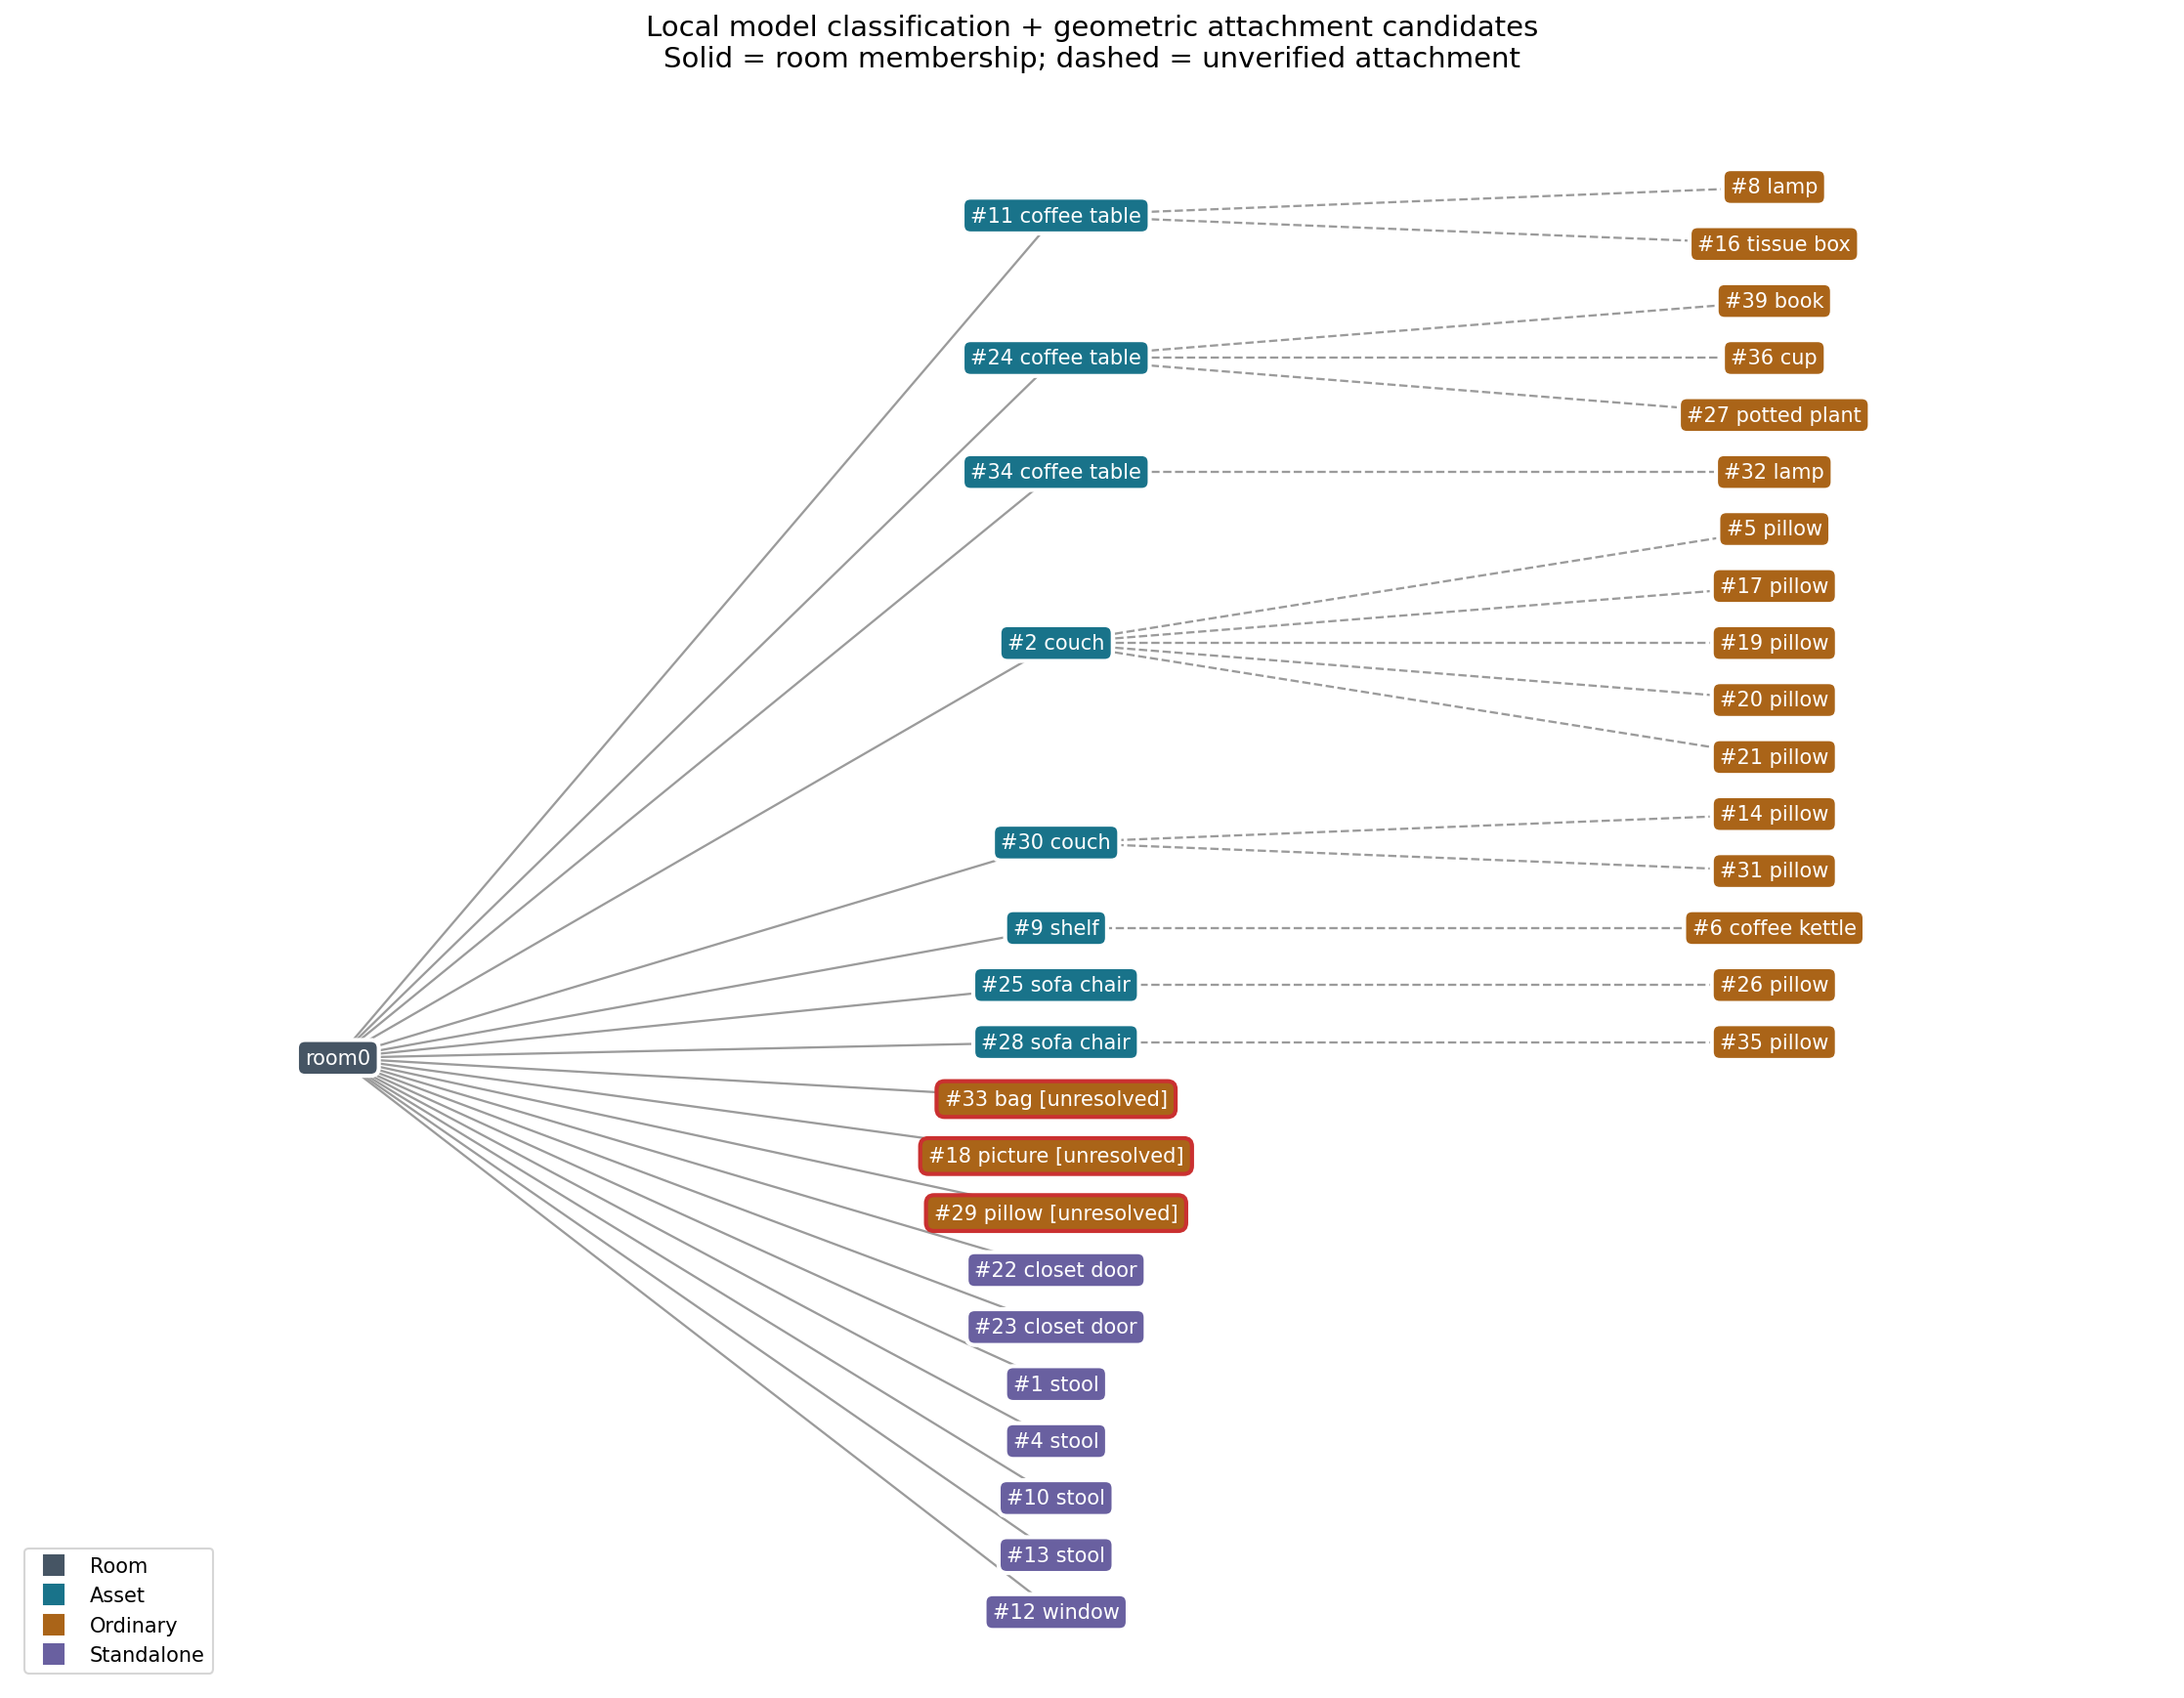 Local model classification + geometric attachment candidates
Solid = room membership; dashed = unverified attachment
#8 lamp
#11 coffee table
#16 tissue box
#39 book
#24 coffee table
#36 cup
#27 potted plant
#34 coffee table
#32 lamp
#5 pillow
#17 pillow
#2 couch
#19 pillow
#20 pillow
#21 pillow
#14 pillow
#30 couch
#31 pillow
#9 shelf
#6 coffee kettle
#25 sofa chair
#26 pillow
#28 sofa chair
#35 pillow
room0
#33 bag [unresolved]
#18 picture [unresolved]
#29 pillow [unresolved]
#22 closet door
#23 closet door
#1 stool
#4 stool
#10 stool
#13 stool
#12 window
Room
Asset
Ordinary
Standalone